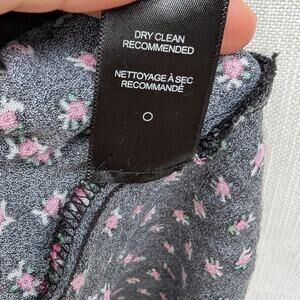 DRY CLEAN
RECOMMENDED
NETTOYAGE À SEC
RECOMMANDÉ